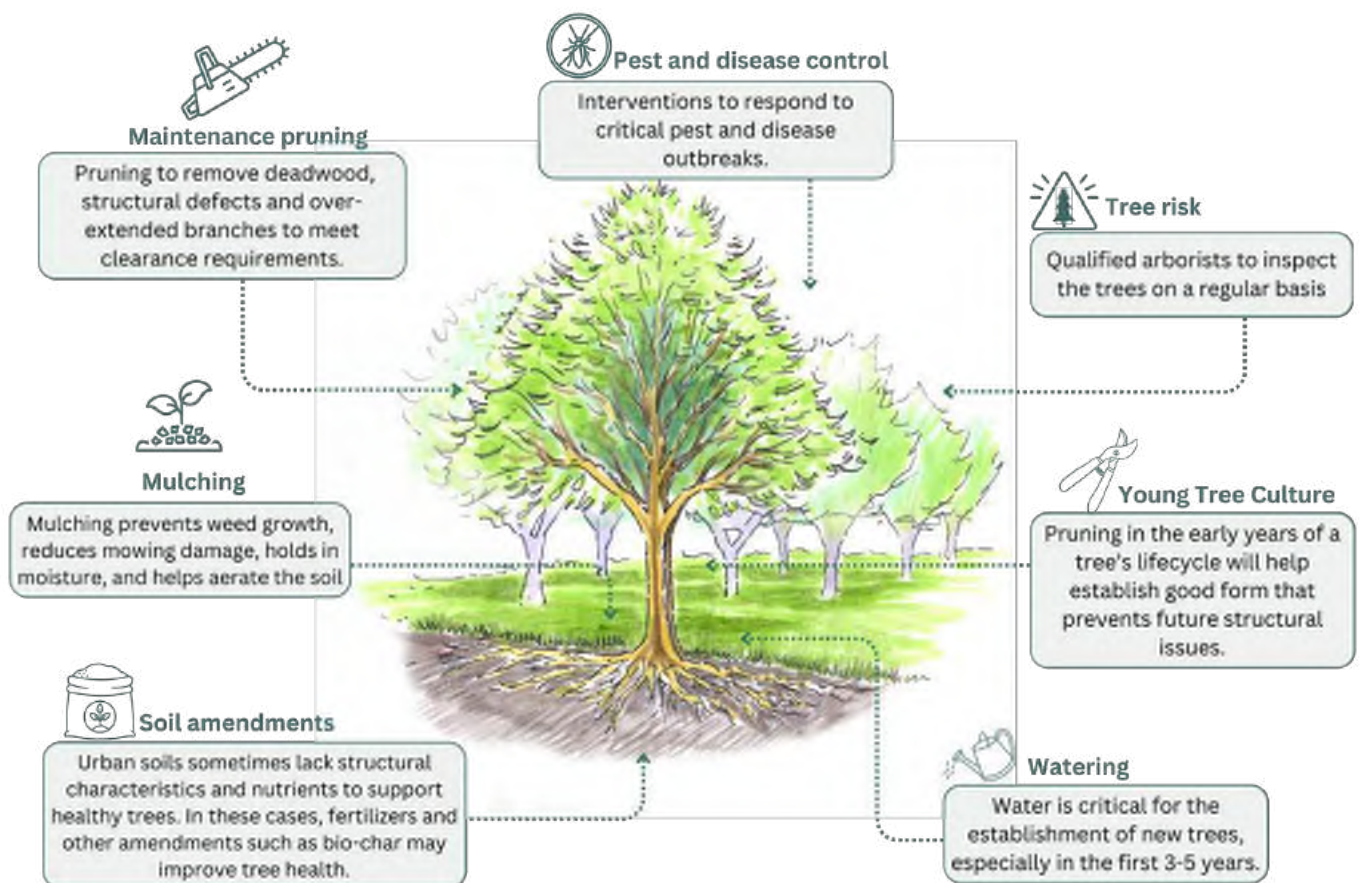 Pest and disease control
Interventions to respond to
critical pest and disease
outbreaks.
Maintenance pruning
Pruning to remove deadwood,
structural defects and over-
extended branches to meet
clearance requirements.
Tree risk
Qualified arborists to inspect
the trees on a regular basis
Mulching
Mulching prevents weed growth,
reduces mowing damage, holds in
moisture, and helps aerate the soil
Young Tree Culture
Pruning in the early years of a
tree's lifecycle will help
establish good form that
prevents future structural
issues.
Soil amendments
Urban soils sometimes lack structural
characteristics and nutrients to support
healthy trees. In these cases, fertilizers and
other amendments such as bio-char may
improve tree health.
Watering
Water is critical for the
establishment of new trees,
especially in the first 3-5 years.